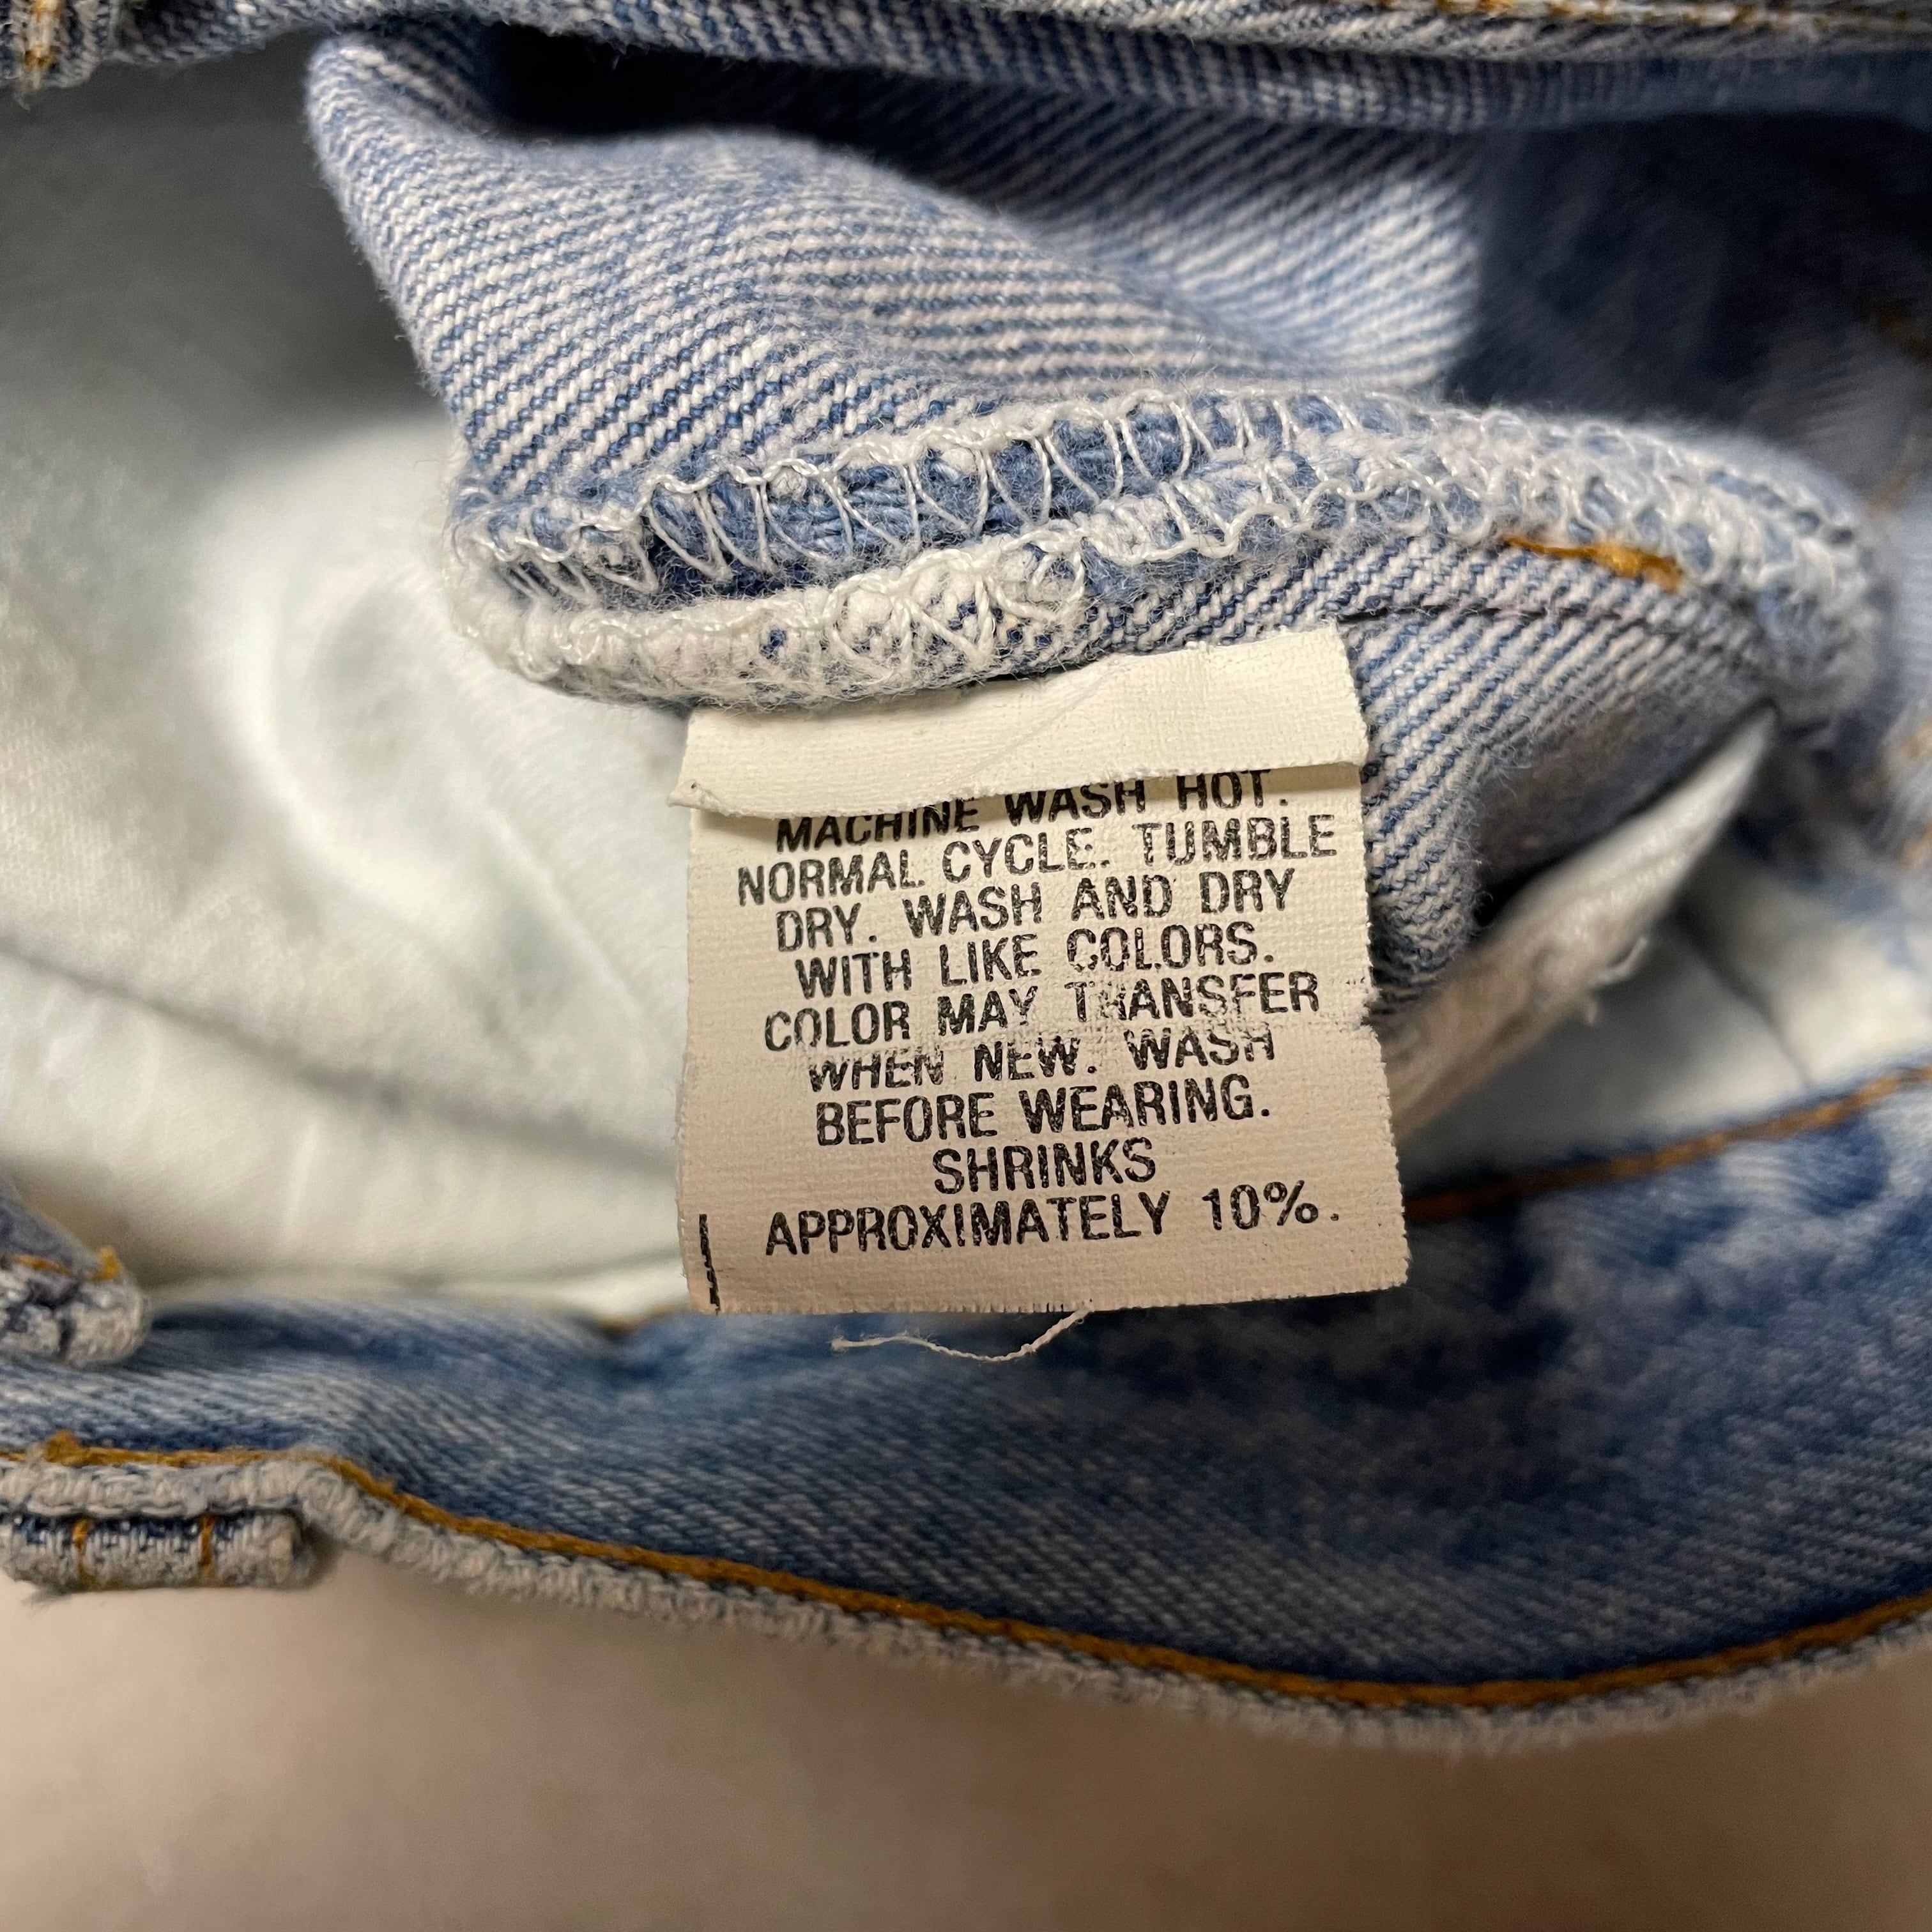 MACHINE WASH HOT.
NORMAL CYCLE. TUMBLE
DRY. WASH AND DRY
WITH LIKE COLORS.
COLOR MAY TRANSFER
WHEN NEW. WASH
BEFORE WEARING.
SHRINKS
APPROXIMATELY 10%.